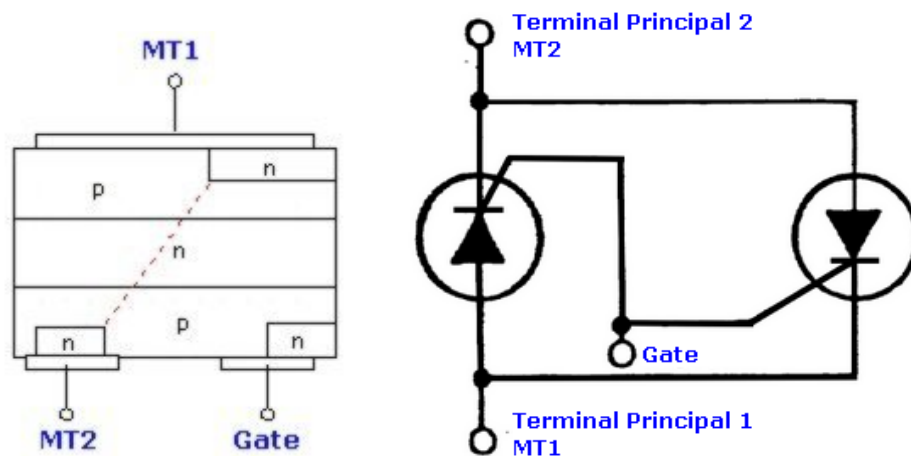 MT1
n
p
n
p
n
n
MT2
Gate
Terminal Principal 2
MT2
Gate
Terminal Principal 1
MT1